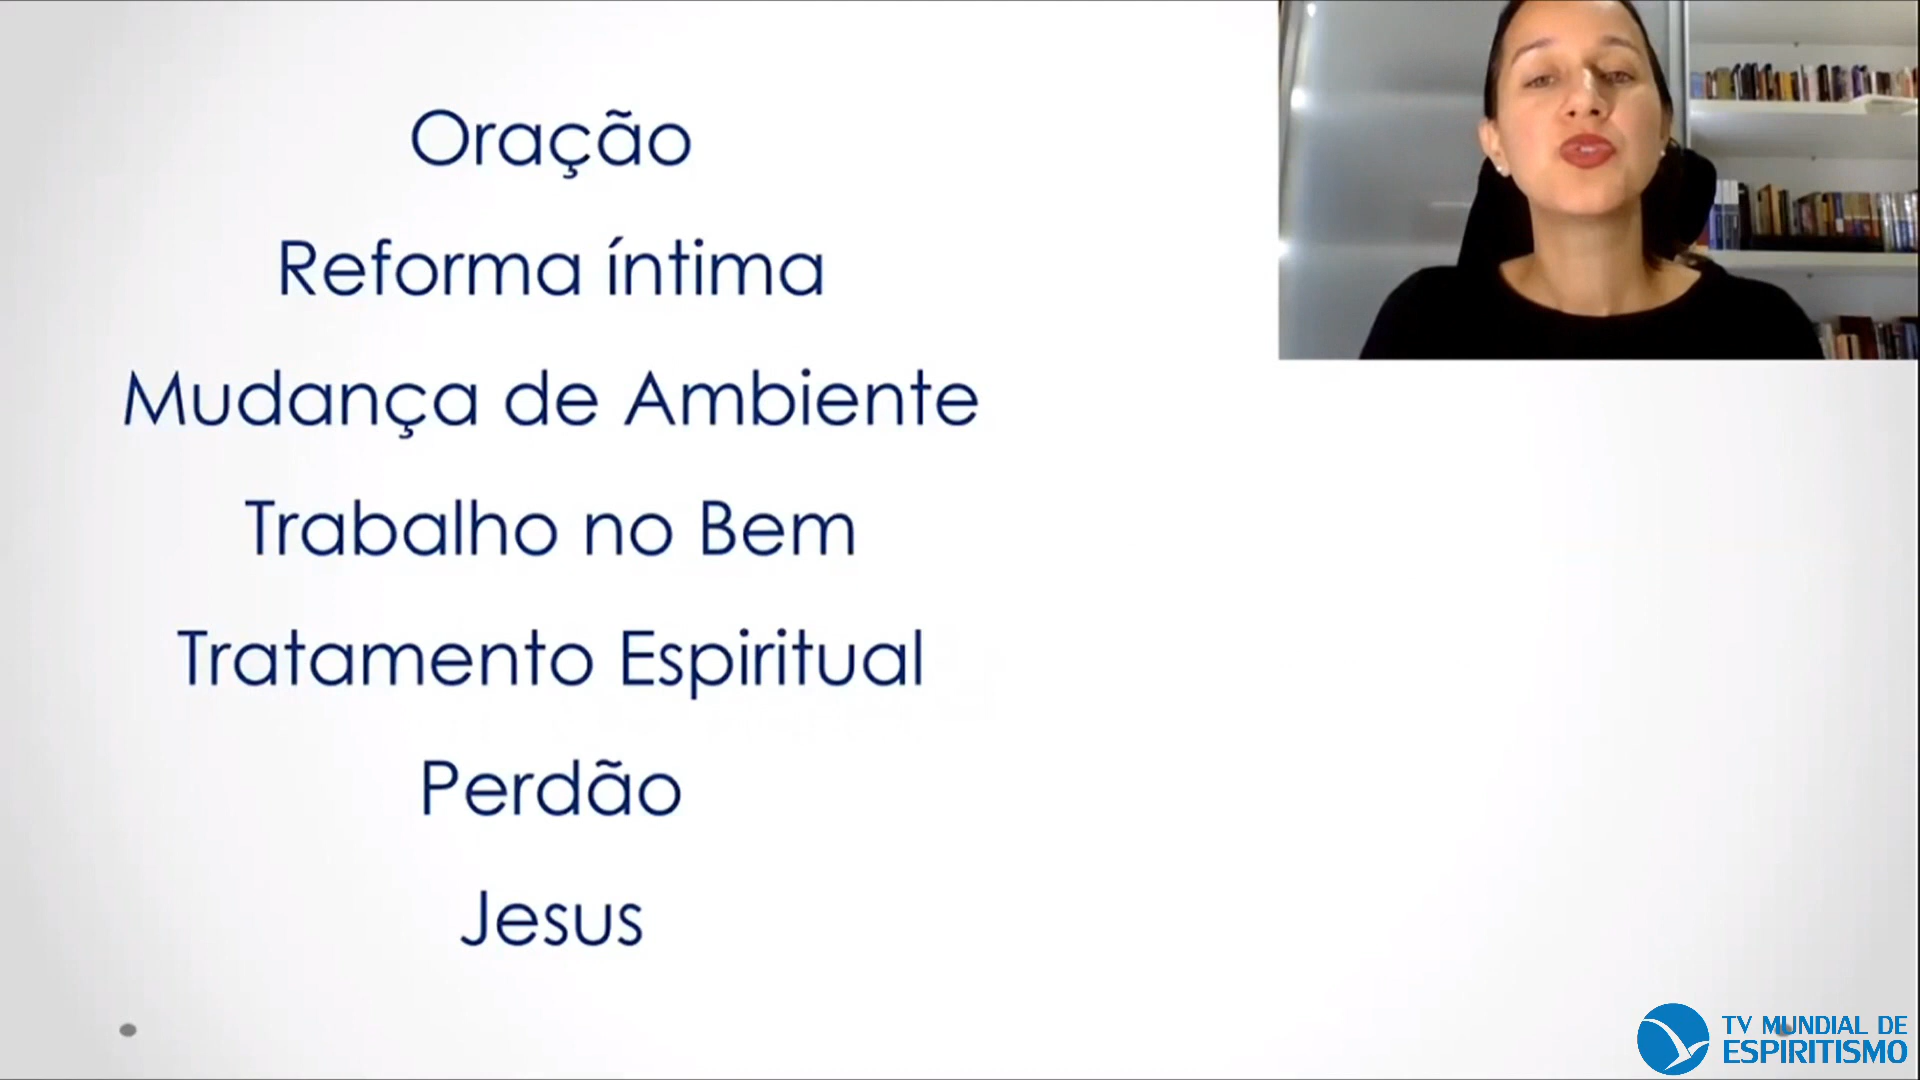 Oração
Reforma íntima
Mudança de Ambiente
Trabalho no Bem
Tratamento Espiritual
Perdão
Jesus
TV MUNDIAL DE
ESPIRITISMO